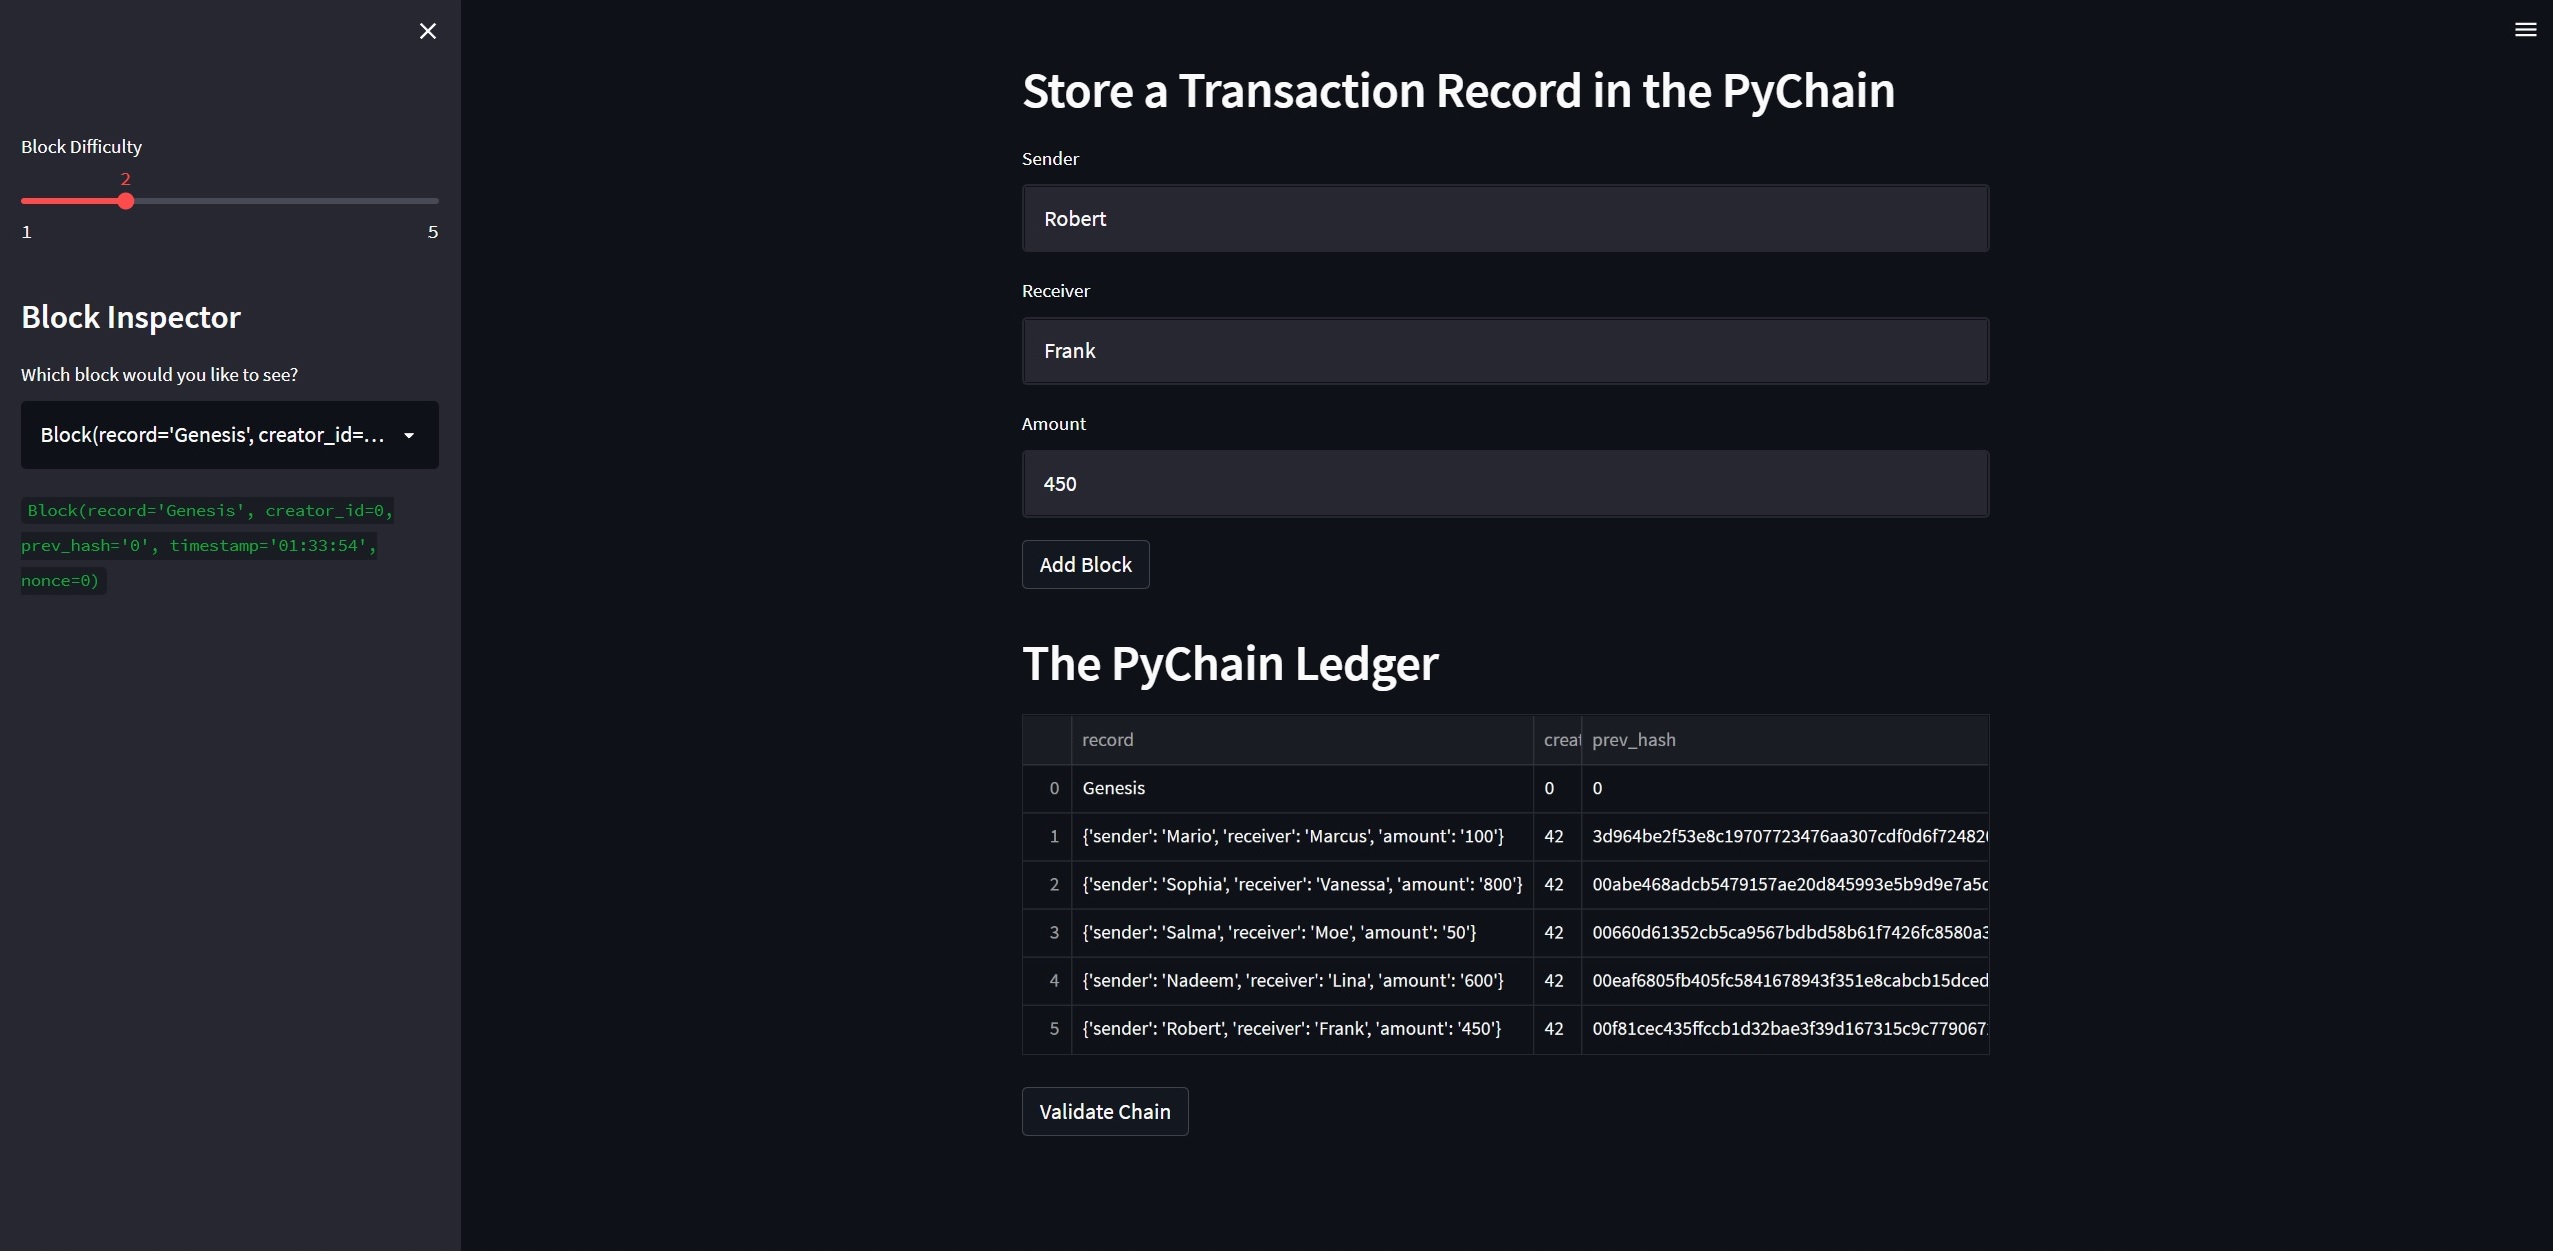 Block Difficulty
2
1 5
Block Inspector
Which block would you like to see?
Block(record='Genesis', creator_id=...
Block(record='Genesis', creator_id=0,
prev_hash='0', timestamp='01:33:54',
nonce=0)
Store a Transaction Record in the PyChain
Sender
Robert
Receiver
Frank
Amount
450
Add Block
The PyChain Ledger
record creat prev_hash
0 Genesis 0 0
1 {'sender': 'Mario', 'receiver': 'Marcus', 'amount': '100'} 42 3d964be2f53e8c19707723476aa307cdf0d6f72482
2 {'sender': 'Sophia', 'receiver': 'Vanessa', 'amount': '800'} 42 00abe468adcb5479157ae20d845993e5b9d9e7a5c
3 {'sender': 'Salma', 'receiver': 'Moe', 'amount': '50'} 42 00660d61352cb5ca9567bdbd58b61f7426fc8580a3
4 {'sender': 'Nadeem', 'receiver': 'Lina', 'amount': '600'} 42 00eaf6805fb405fc5841678943f351e8cabcb15dced
5 {'sender': 'Robert', 'receiver': 'Frank', 'amount': '450'} 42 00f81cec435ffccb1d32bae3f39d167315c9c779067
Validate Chain